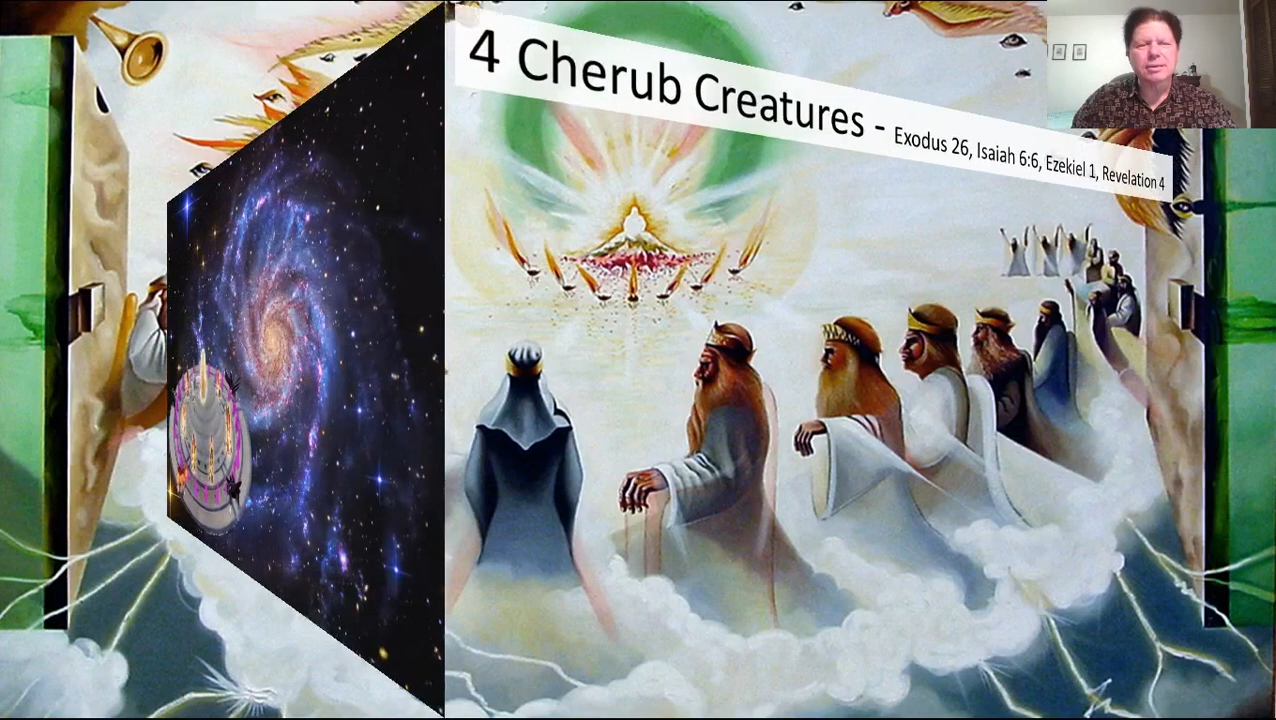 4 Cherub Creatures - Exodus 26, Isaiah 6:6, Ezekiel 1, Revelation 4